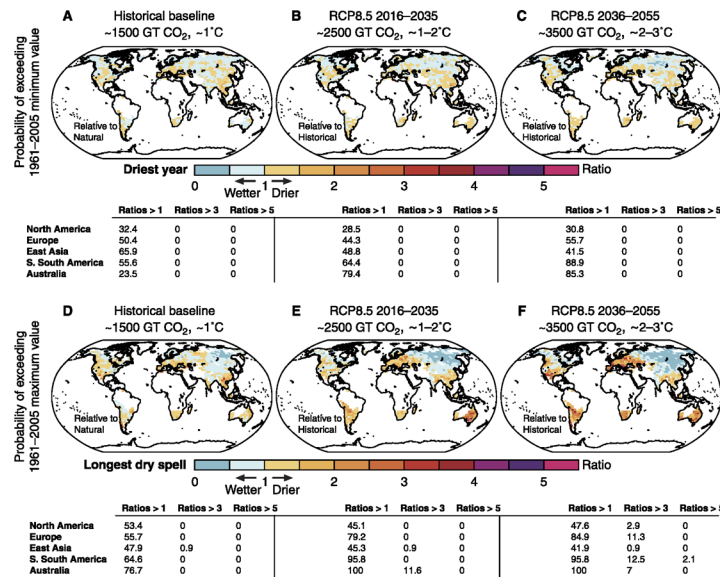 A Historical baseline
~1500 GT CO2, ~1°C
B RCP8.5 2016–2035
~2500 GT CO2, ~1–2°C
C RCP8.5 2036–2055
~3500 GT CO2, ~2–3°C
Probability of exceeding
1961–2005 minimum value
Relative to
Natural
Relative to
Historical
Relative to
Historical
Driest year
Ratio
0 1 2 3 4 5
Wetter Drier
Ratios > 1 Ratios > 3 Ratios > 5 Ratios > 1 Ratios > 3 Ratios > 5 Ratios > 1 Ratios > 3 Ratios > 5
North America 32.4 0 0 28.5 0 0 30.8 0 0
Europe 50.4 0 0 44.3 0 0 55.7 0 0
East Asia 65.9 0 0 48.8 0 0 41.5 0 0
S. South America 55.6 0 0 64.4 0 0 88.9 0 0
Australia 23.5 0 0 79.4 0 0 85.3 0 0
D Historical baseline
~1500 GT CO2, ~1°C
E RCP8.5 2016–2035
~2500 GT CO2, ~1–2°C
F RCP8.5 2036–2055
~3500 GT CO2, ~2–3°C
Probability of exceeding
1961–2005 maximum value
Relative to
Natural
Relative to
Historical
Relative to
Historical
Longest dry spell
Ratio
0 1 2 3 4 5
Wetter Drier
Ratios > 1 Ratios > 3 Ratios > 5 Ratios > 1 Ratios > 3 Ratios > 5 Ratios > 1 Ratios > 3 Ratios > 5
North America 53.4 0 0 45.1 0 0 47.6 2.9 0
Europe 55.7 0 0 79.2 0 0 84.9 11.3 0
East Asia 47.9 0.9 0 45.3 0.9 0 41.9 0.9 0
S. South America 64.6 0 0 95.8 0 0 95.8 12.5 2.1
Australia 76.7 0 0 100 11.6 0 100 7 0